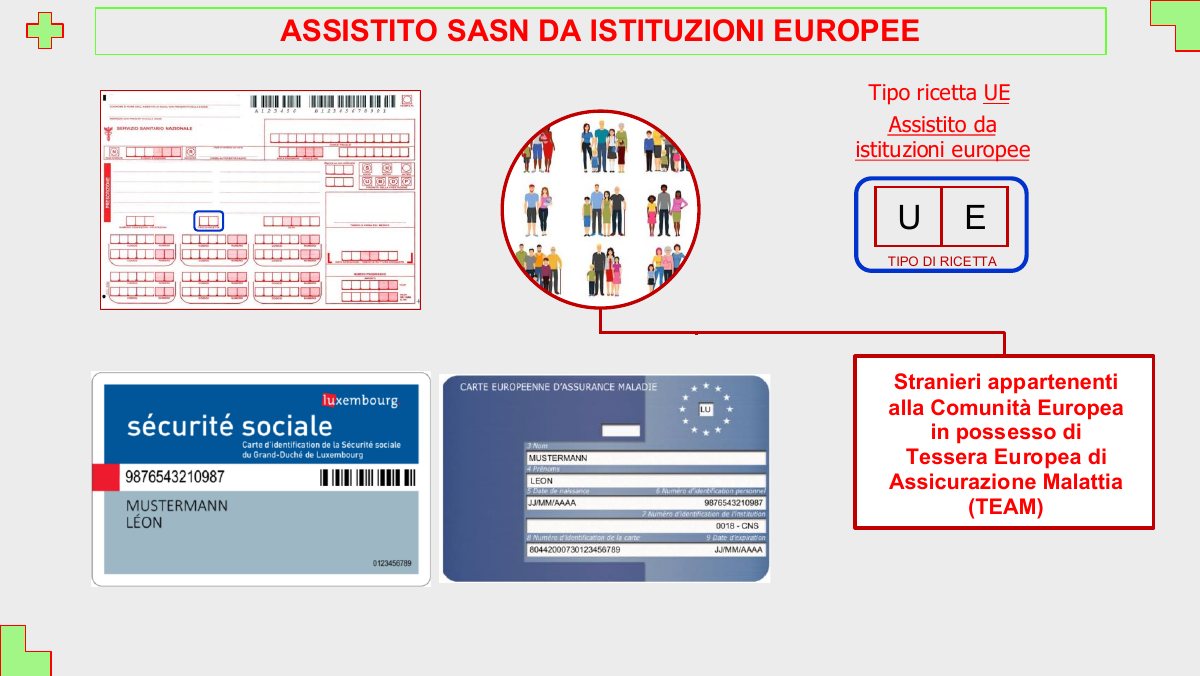 ASSISTITO SASN DA ISTITUZIONI EUROPEE
SERVIZIO SANITARIO NAZIONALE
Tipo ricetta UE
Assistito da
istituzioni europee
U E
TIPO DI RICETTA
luxembourg
sécurité sociale
Carte d'identification de la Sécurité sociale
du Grand-Duché de Luxembourg
9876543210987
MUSTERMANN
LÉON
0123456789
CARTE EUROPEENNE D'ASSURANCE MALADIE
LU
3 Nom
MUSTERMANN
4 Prénoms
LEON
5 Date de naissance 6 Numéro d'identification personnel
JJ/MM/AAAA 9876543210987
7 Numéro d'identification de l'institution
0018 - CNS
8 Numéro d'identification de la carte 9 Date d'expiration
80442000730123456789 JJ/MM/AAAA
Stranieri appartenenti
alla Comunità Europea
in possesso di
Tessera Europea di
Assicurazione Malattia
(TEAM)